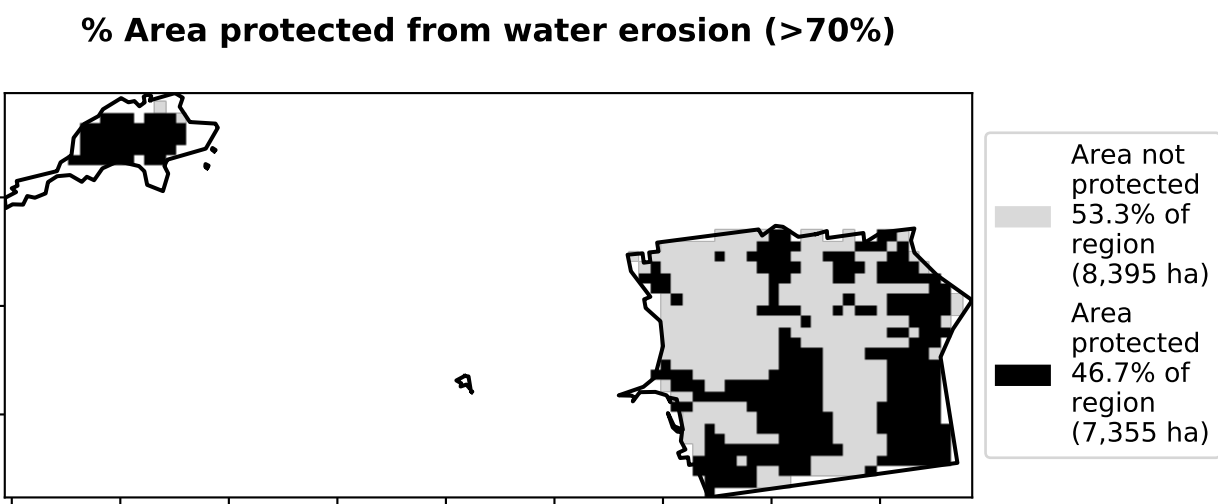 % Area protected from water erosion (>70%)
Area not
protected
53.3% of
region
(8,395 ha)
Area
protected
46.7% of
region
(7,355 ha)